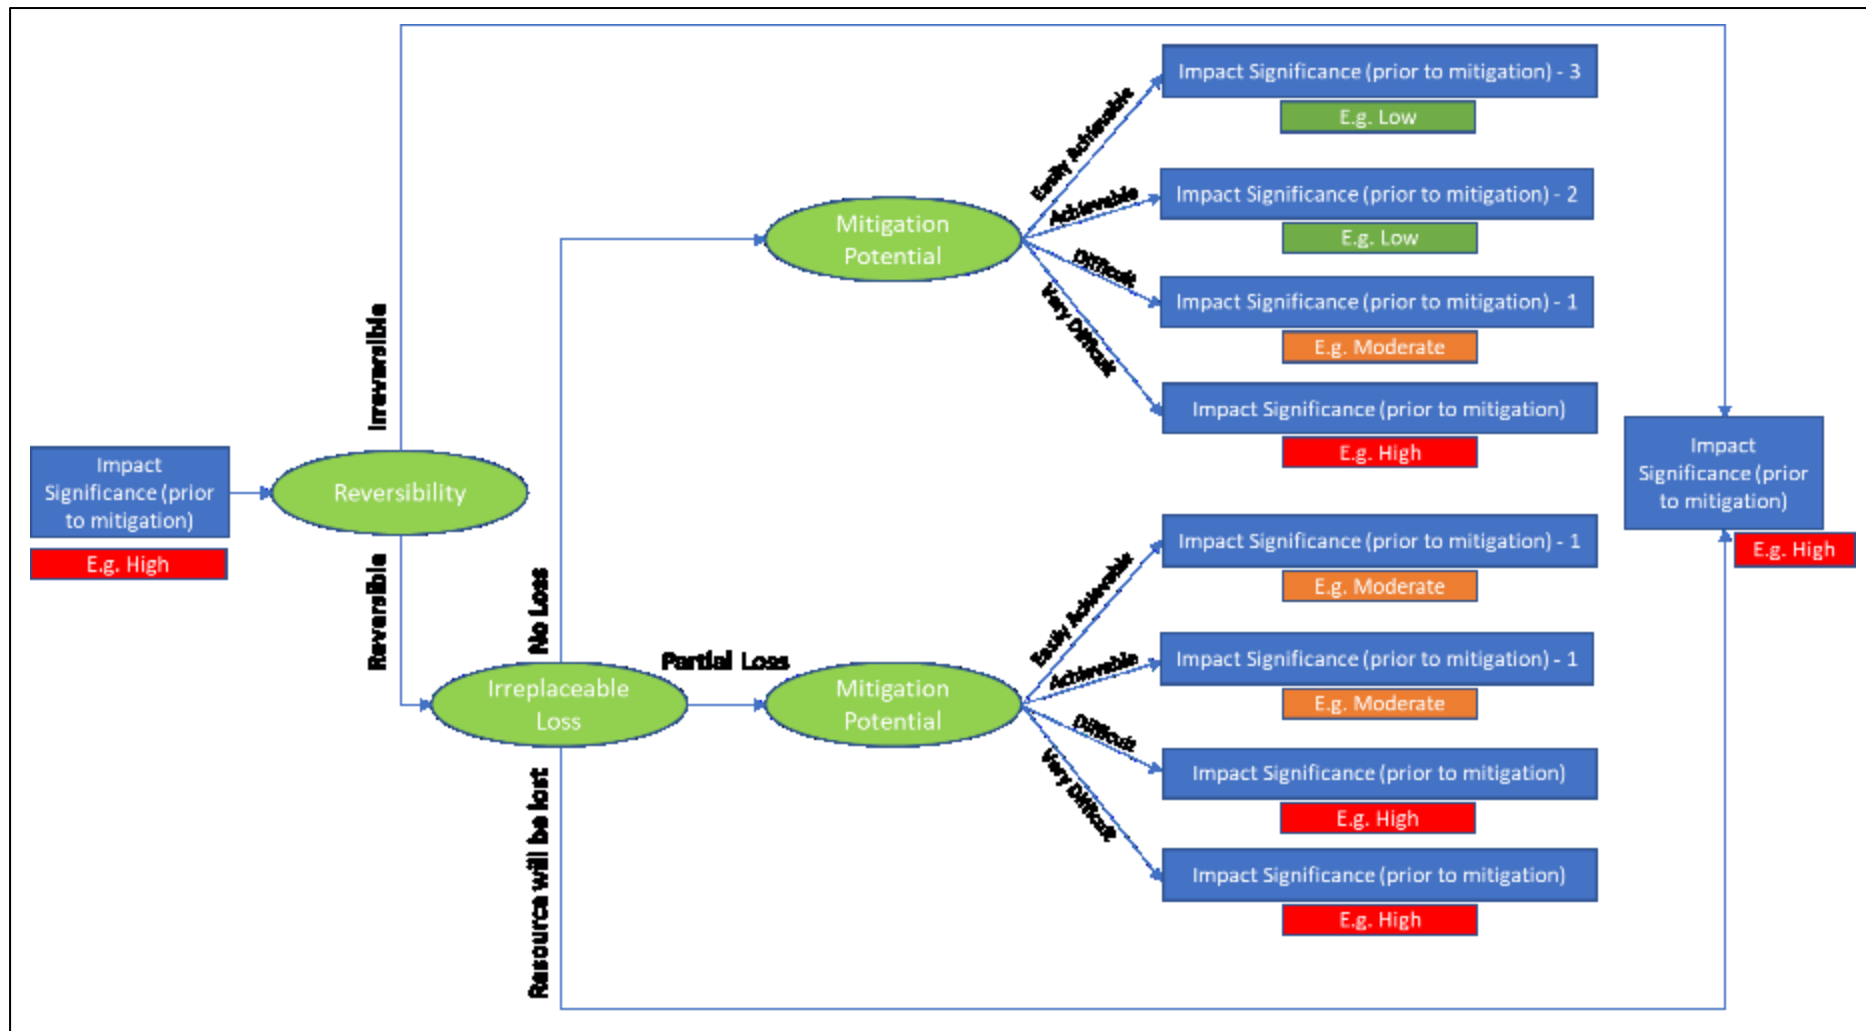 Impact
Significance (prior
to mitigation)
E.g. High
Reversibility
Irreversible
Reversible
Irreplaceable
Loss
No Loss
Partial Loss
Resource will be lost
Mitigation
Potential
Easily Achievable
Achievable
Difficult
Very Difficult
Impact Significance (prior to mitigation) - 3
E.g. Low
Impact Significance (prior to mitigation) - 2
E.g. Low
Impact Significance (prior to mitigation) - 1
E.g. Moderate
Impact Significance (prior to mitigation)
E.g. High
Mitigation
Potential
Easily Achievable
Achievable
Difficult
Very Difficult
Impact Significance (prior to mitigation) - 1
E.g. Moderate
Impact Significance (prior to mitigation) - 1
E.g. Moderate
Impact Significance (prior to mitigation)
E.g. High
Impact Significance (prior to mitigation)
E.g. High
Impact
Significance (prior
to mitigation)
E.g. High